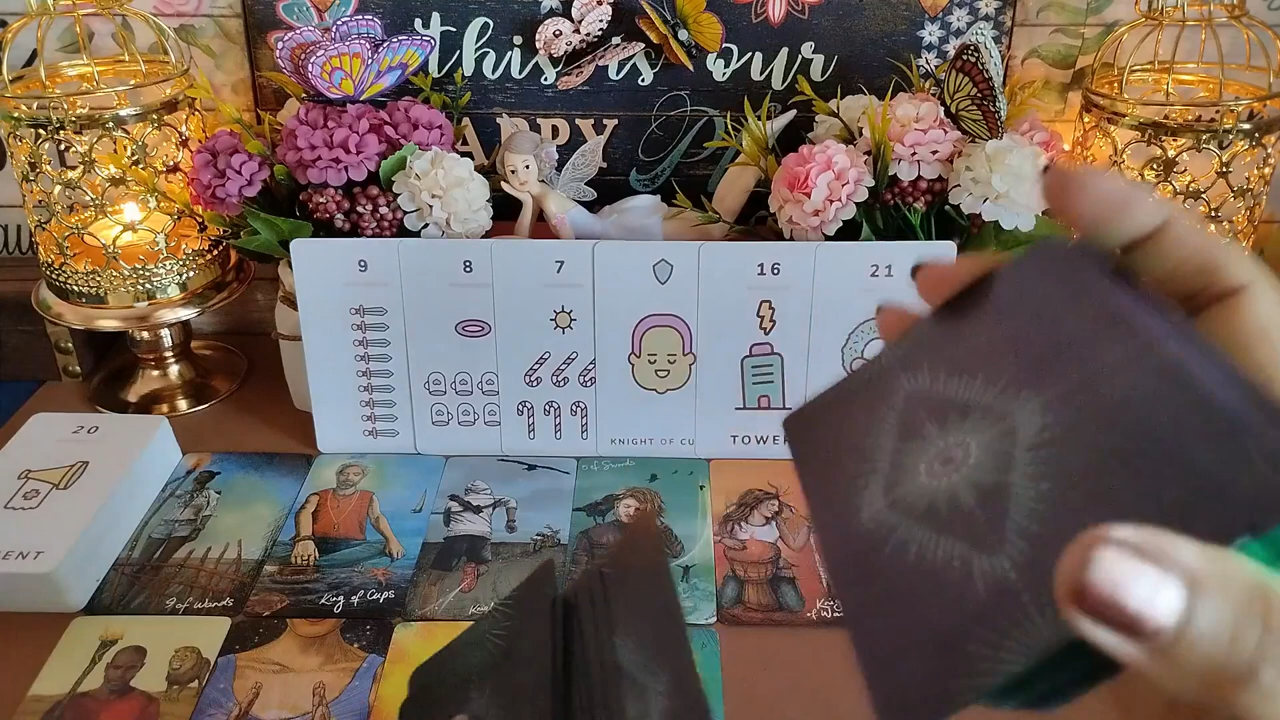 this is our
APPY
9
8
7
16
21
KNIGHT OF CU
TOWER
20
ENT
5 of Swords
9 of Wands
King of Cups